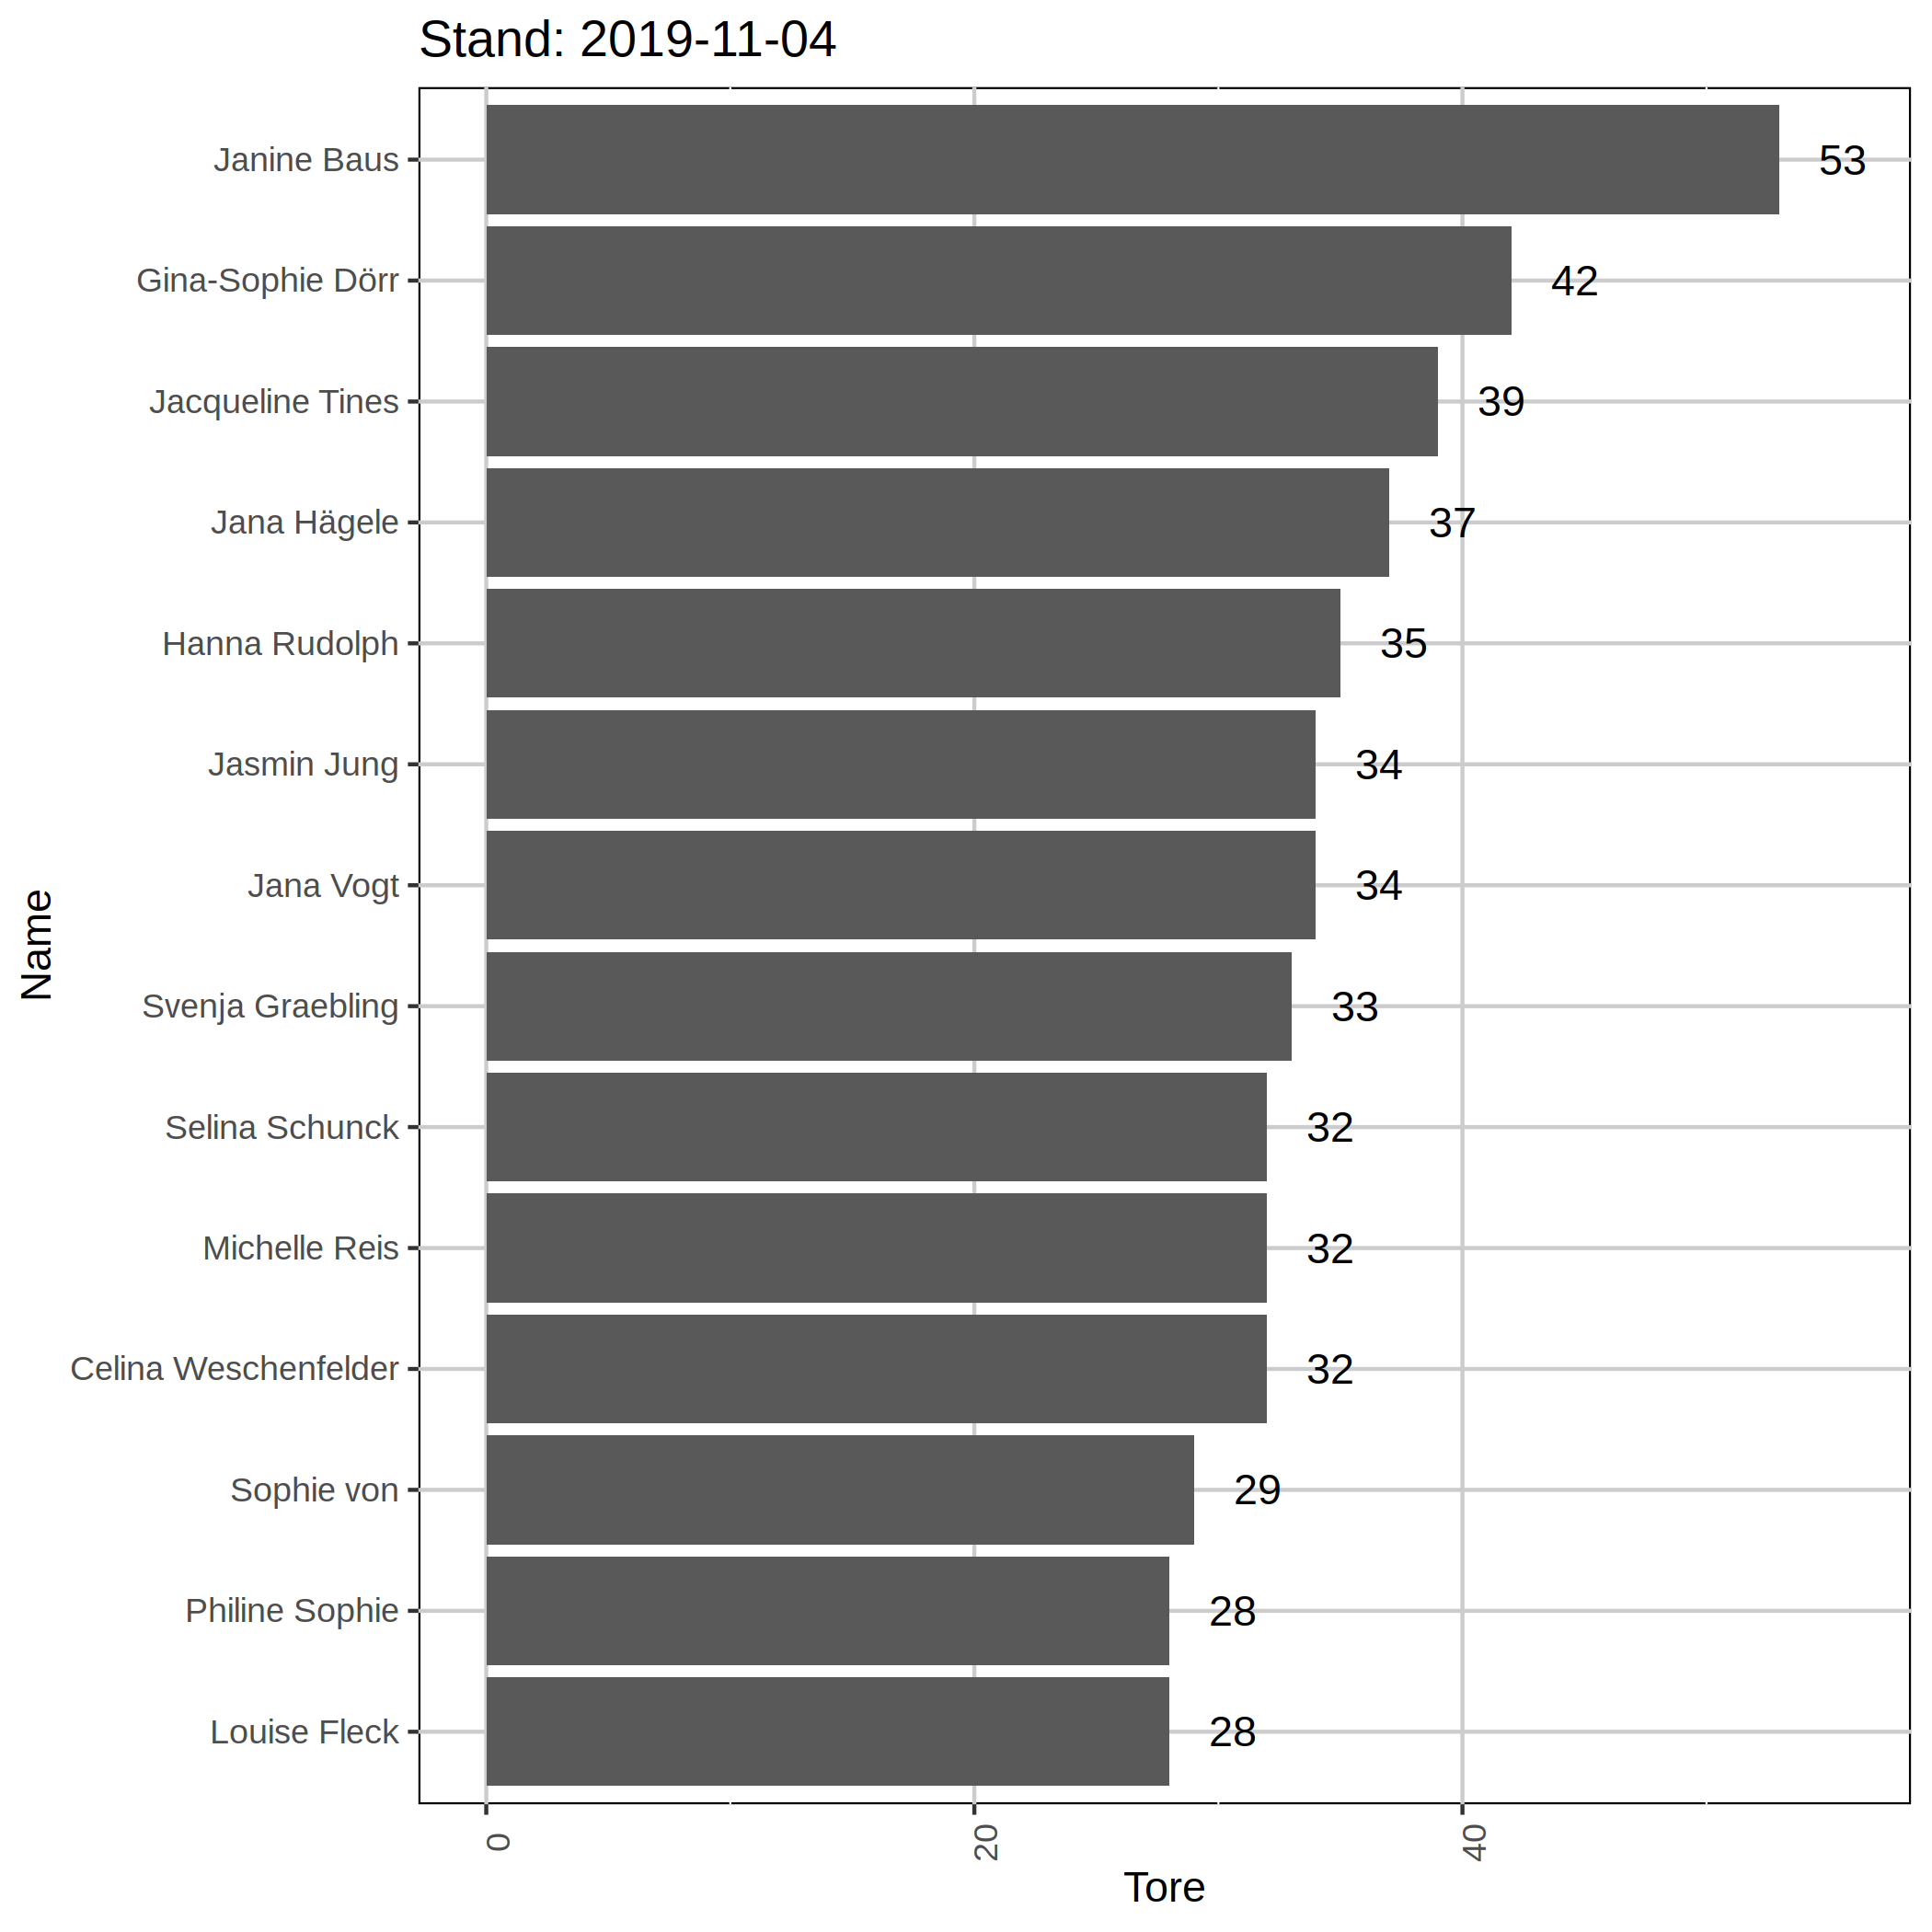 Stand: 2019-11-04
Janine Baus 53
Gina-Sophie Dörr 42
Jacqueline Tines 39
Jana Hägele 37
Hanna Rudolph 35
Jasmin Jung 34
Jana Vogt 34
Svenja Graebling 33
Selina Schunck 32
Michelle Reis 32
Celina Weschenfelder 32
Sophie von 29
Philine Sophie 28
Louise Fleck 28
Name
0 20 40
Tore